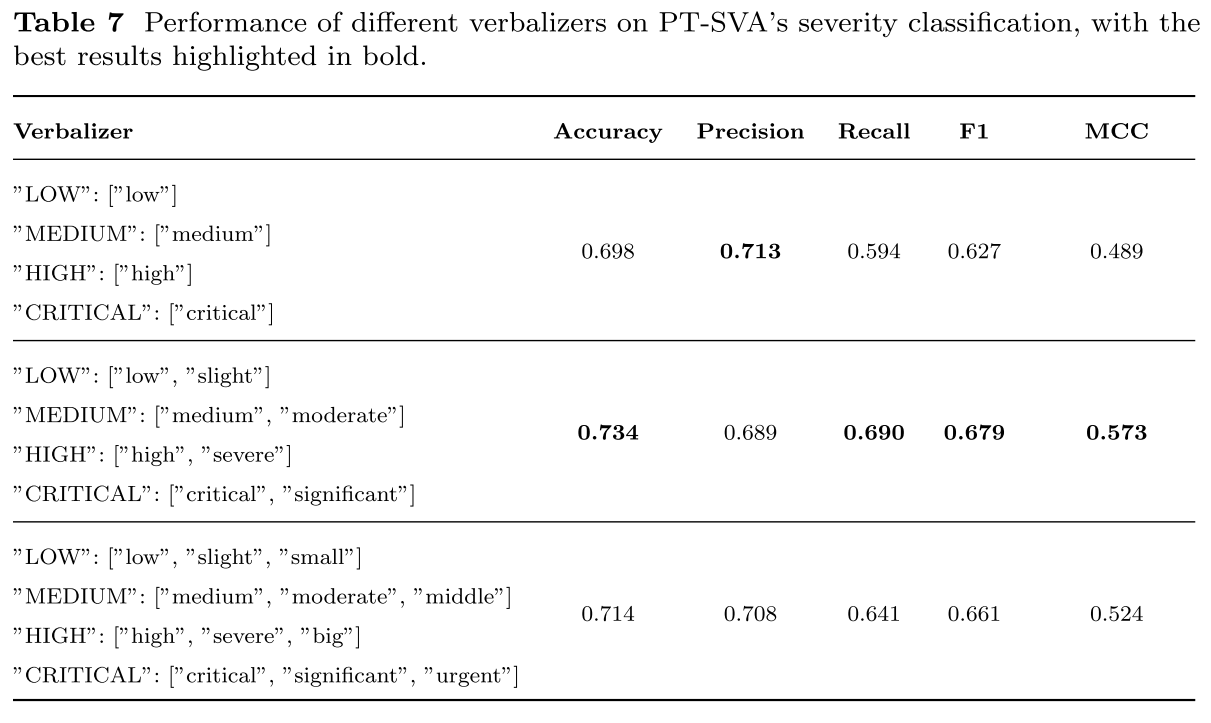 Table 7 Performance of different verbalizers on PT-SVA’s severity classification, with the
best results highlighted in bold.
Verbalizer Accuracy Precision Recall F1 MCC
”LOW”: [”low”]
”MEDIUM”: [”medium”]
”HIGH”: [”high”]
”CRITICAL”: [”critical”]
0.698 0.713 0.594 0.627 0.489
”LOW”: [”low”, ”slight”]
”MEDIUM”: [”medium”, ”moderate”]
”HIGH”: [”high”, ”severe”]
”CRITICAL”: [”critical”, ”significant”]
0.734 0.689 0.690 0.679 0.573
”LOW”: [”low”, ”slight”, ”small”]
”MEDIUM”: [”medium”, ”moderate”, ”middle”]
”HIGH”: [”high”, ”severe”, ”big”]
”CRITICAL”: [”critical”, ”significant”, ”urgent”]
0.714 0.708 0.641 0.661 0.524